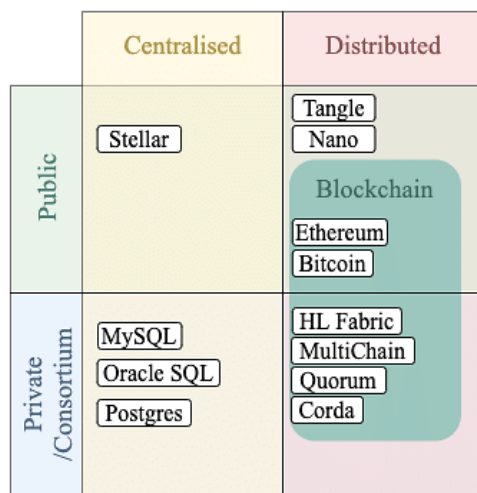 Centralised
Distributed
Public
Stellar
Tangle
Nano
Blockchain
Ethereum
Bitcoin
Private
/Consortium
MySQL
Oracle SQL
Postgres
HL Fabric
MultiChain
Quorum
Corda